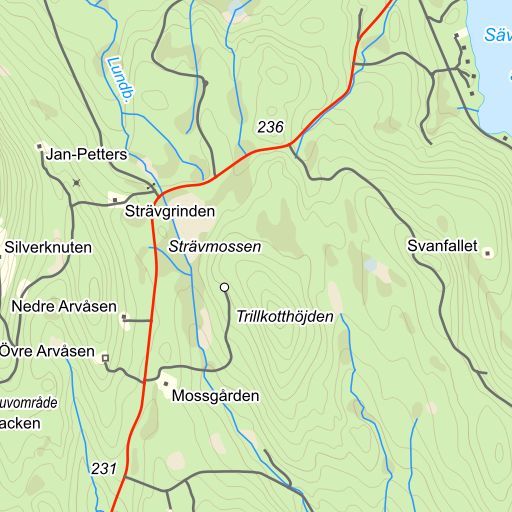 Säv
Lundb.
236
Jan-Petters
Strävgrinden
Silverknuten
Strävmossen
Svanfallet
Nedre Arvåsen
Trillkotthöjden
Övre Arvåsen
Mossgården
uvområde
acken
231